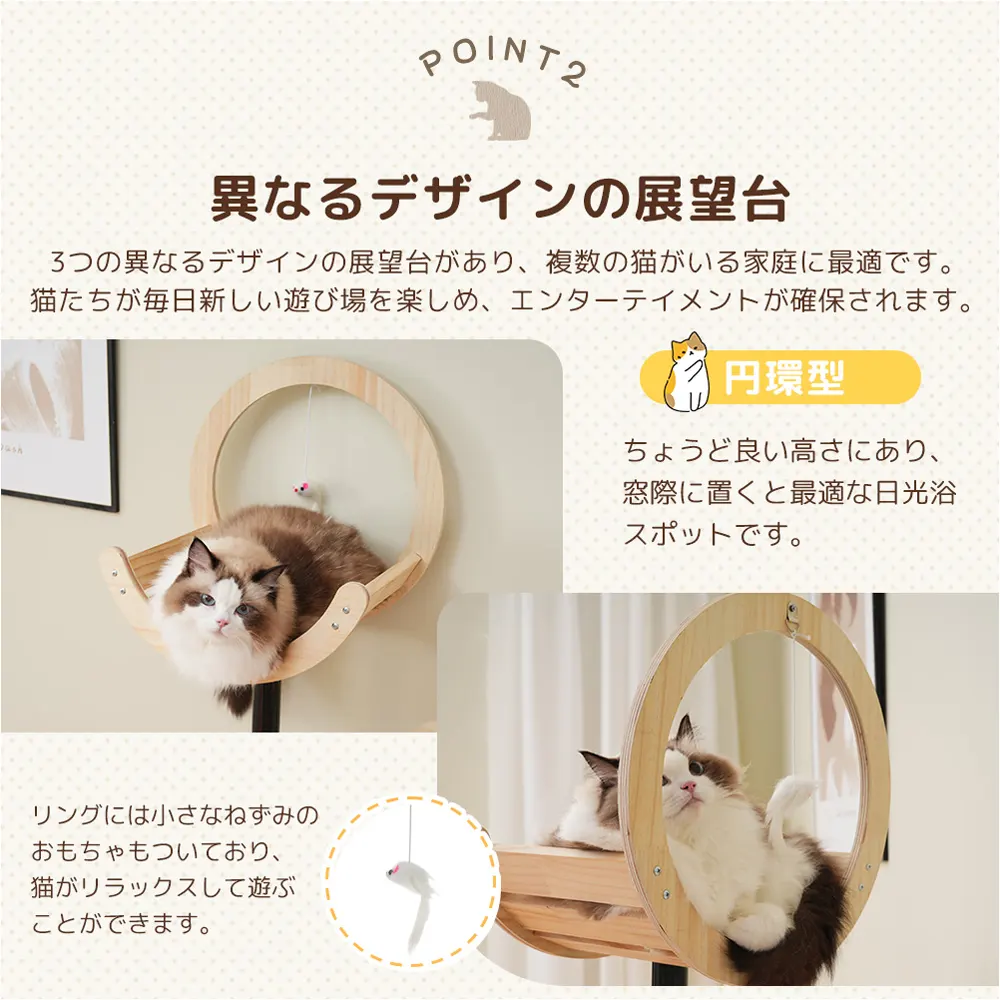 POINT2
異なるデザインの展望台
3つの異なるデザインの展望台があり、複数の猫がいる家庭に最適です。
猫たちが毎日新しい遊び場を楽しめ、エンターテイメントが確保されます。
円環型
ちょうど良い高さにあり、
窓際に置くと最適な日光浴
スポットです。
リングには小さなねずみの
おもちゃもついており、
猫がリラックスして遊ぶ
ことができます。